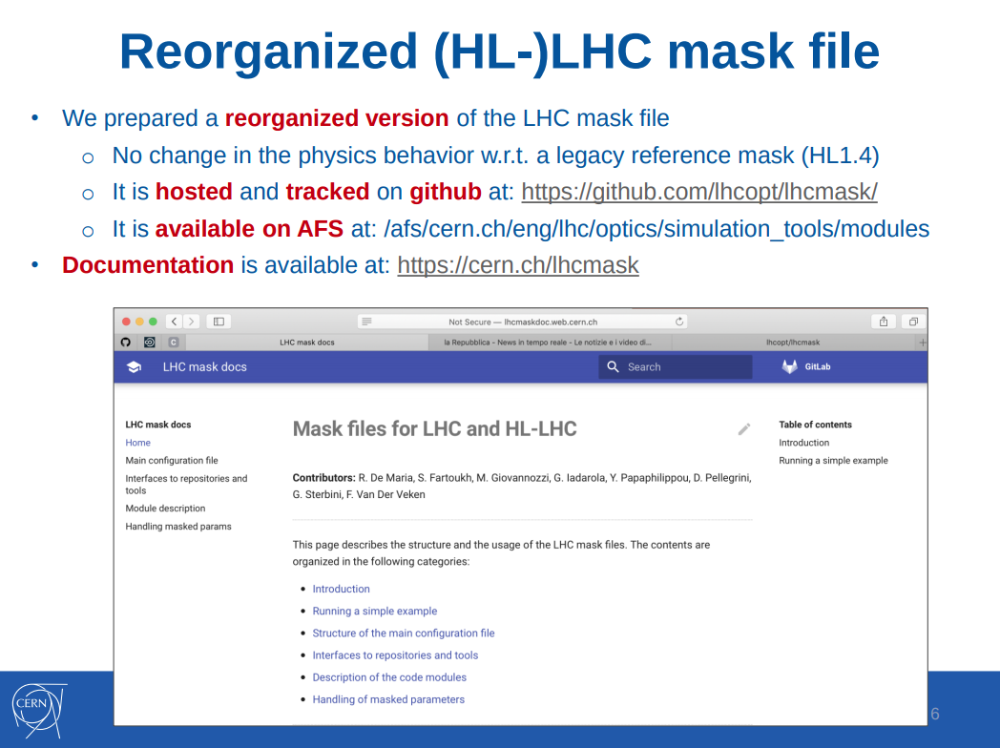 Reorganized (HL-)LHC mask file
• We prepared a reorganized version of the LHC mask file
o No change in the physics behavior w.r.t. a legacy reference mask (HL1.4)
o It is hosted and tracked on github at: https://github.com/lhcopt/lhcmask/
o It is available on AFS at: /afs/cern.ch/eng/lhc/optics/simulation_tools/modules
• Documentation is available at: https://cern.ch/lhcmask
Not Secure — lhcmaskdoc.web.cern.ch
C
LHC mask docs
la Repubblica - News in tempo reale - Le notizie e i video di...
lhcopt/lhcmask
LHC mask docs
Search
GitLab
LHC mask docs
Home
Main configuration file
Interfaces to repositories and
tools
Module description
Handling masked params
Mask files for LHC and HL-LHC
Contributors: R. De Maria, S. Fartoukh, M. Giovannozzi, G. Iadarola, Y. Papaphilippou, D. Pellegrini,
G. Sterbini, F. Van Der Veken
This page describes the structure and the usage of the LHC mask files. The contents are
organized in the following categories:
• Introduction
• Running a simple example
• Structure of the main configuration file
• Interfaces to repositories and tools
• Description of the code modules
• Handling of masked parameters
Table of contents
Introduction
Running a simple example
CERN
6